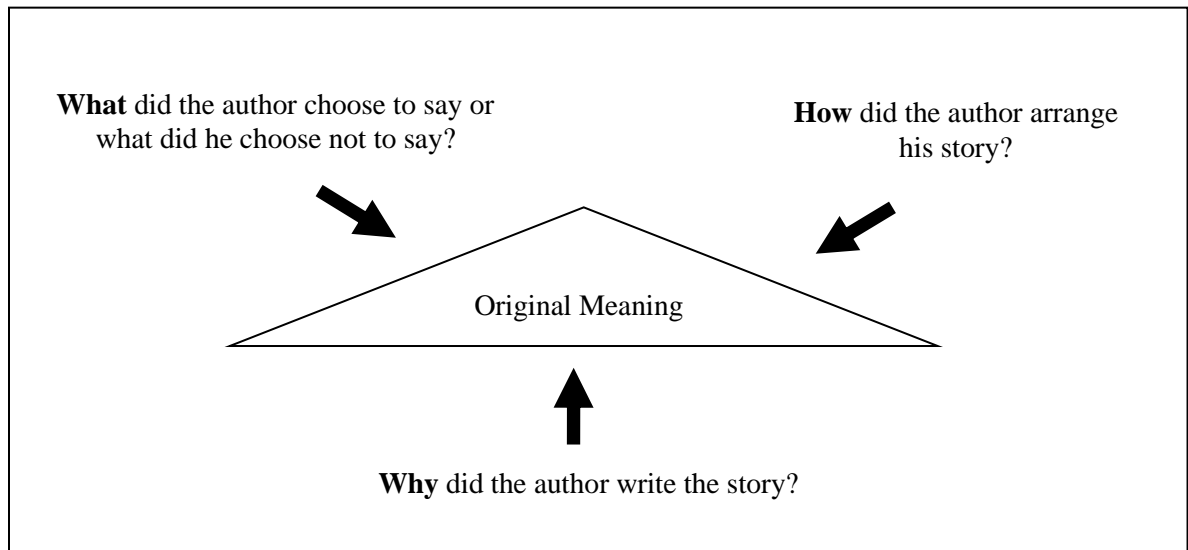 What did the author choose to say or
what did he choose not to say?
How did the author arrange
his story?
Original Meaning
Why did the author write the story?